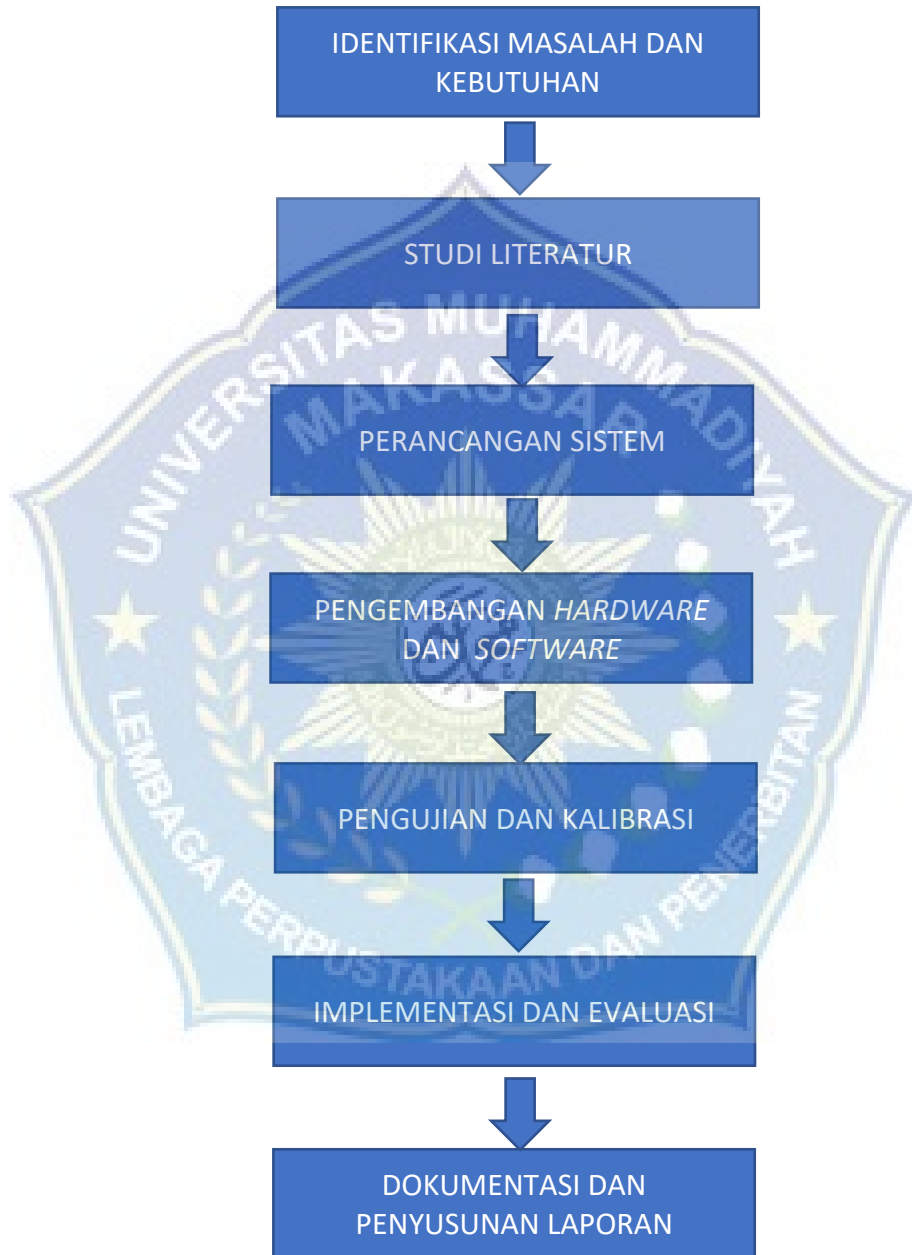 IDENTIFIKASI MASALAH DAN
KEBUTUHAN
STUDI LITERATUR
UNIVERSITAS MUHAMMADIYAH
MAKASSAR
PERANCANGAN SISTEM
PENGEMBANGAN HARDWARE
DAN SOFTWARE
PENGUJIAN DAN KALIBRASI
LEMBAGA PERPUSTAKAAN DAN PENERBITAN
IMPLEMENTASI DAN EVALUASI
DOKUMENTASI DAN
PENYUSUNAN LAPORAN